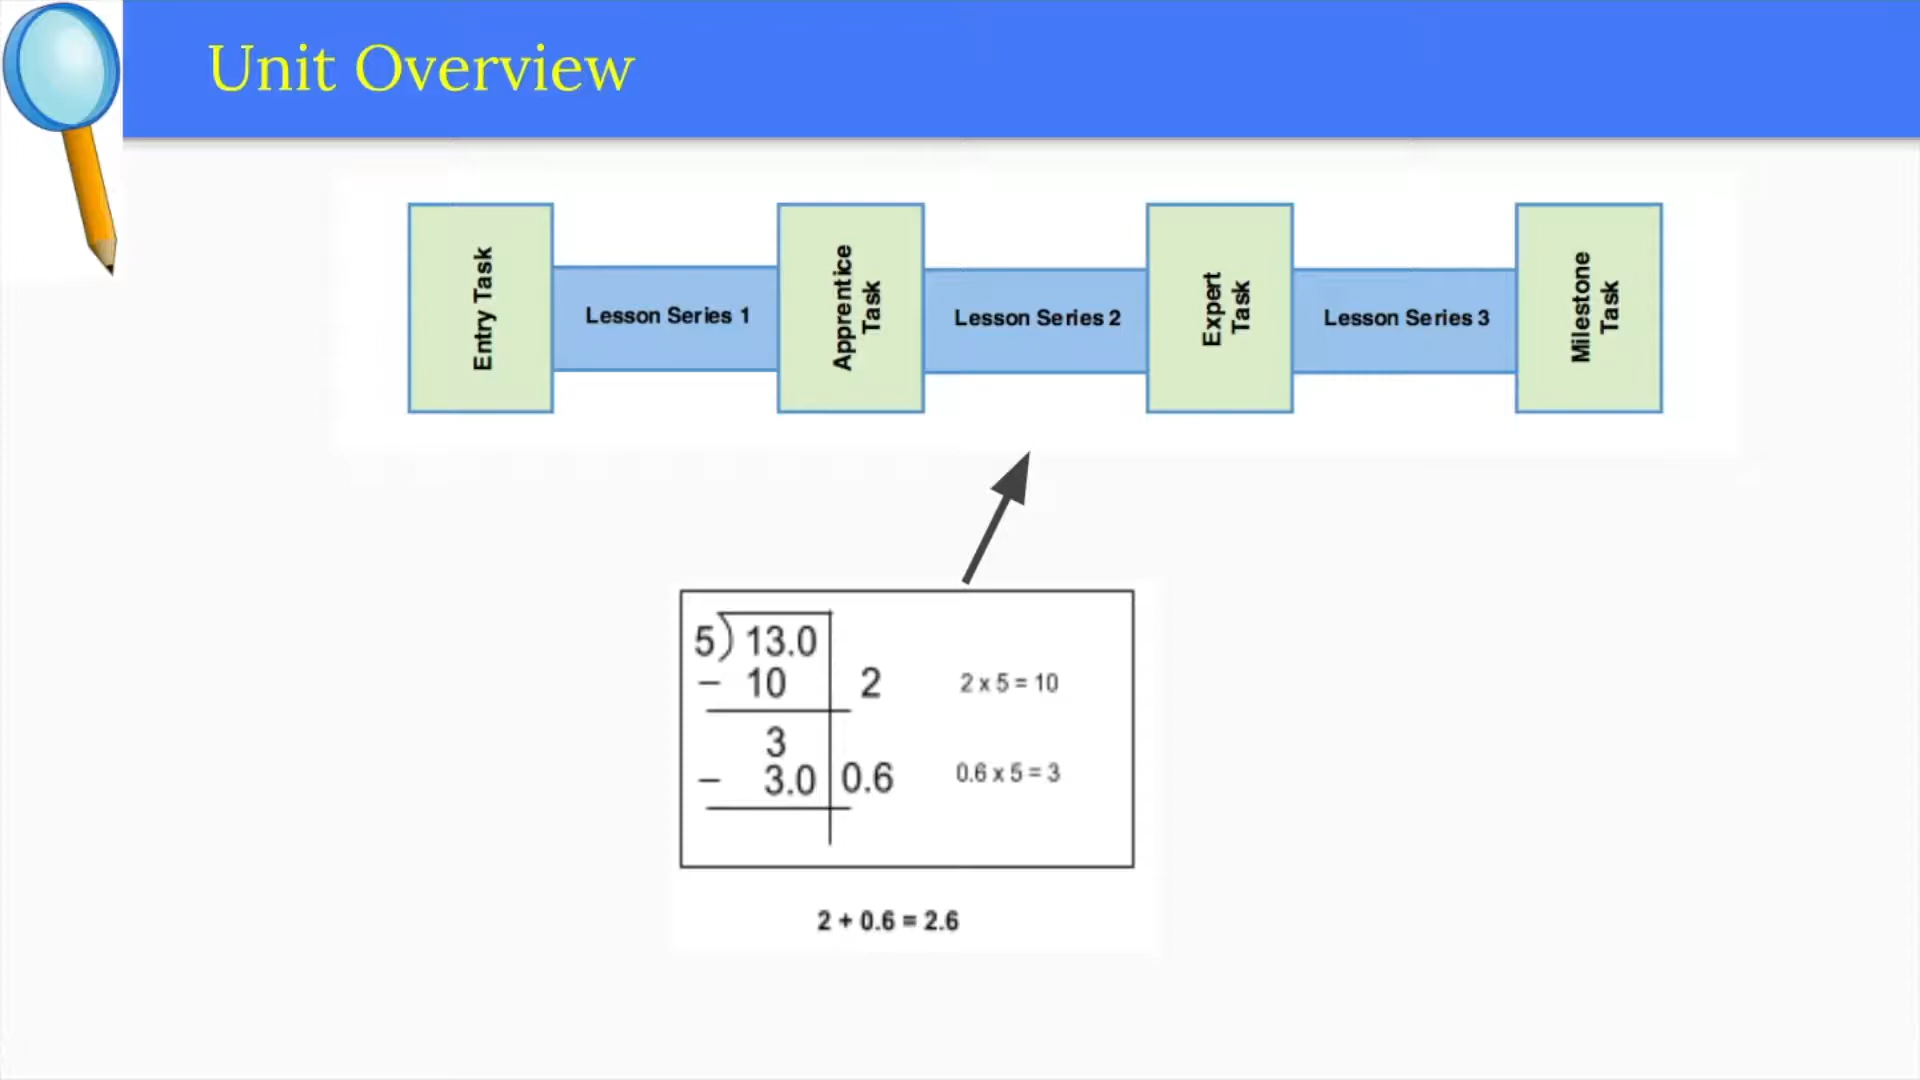 Unit Overview
Entry Task
Lesson Series 1
Apprentice
Task
Lesson Series 2
Expert
Task
Lesson Series 3
Milestone
Task
5) 13.0
− 10 2 2 x 5 = 10
3
− 3.0 0.6 0.6 x 5 = 3
2 + 0.6 = 2.6